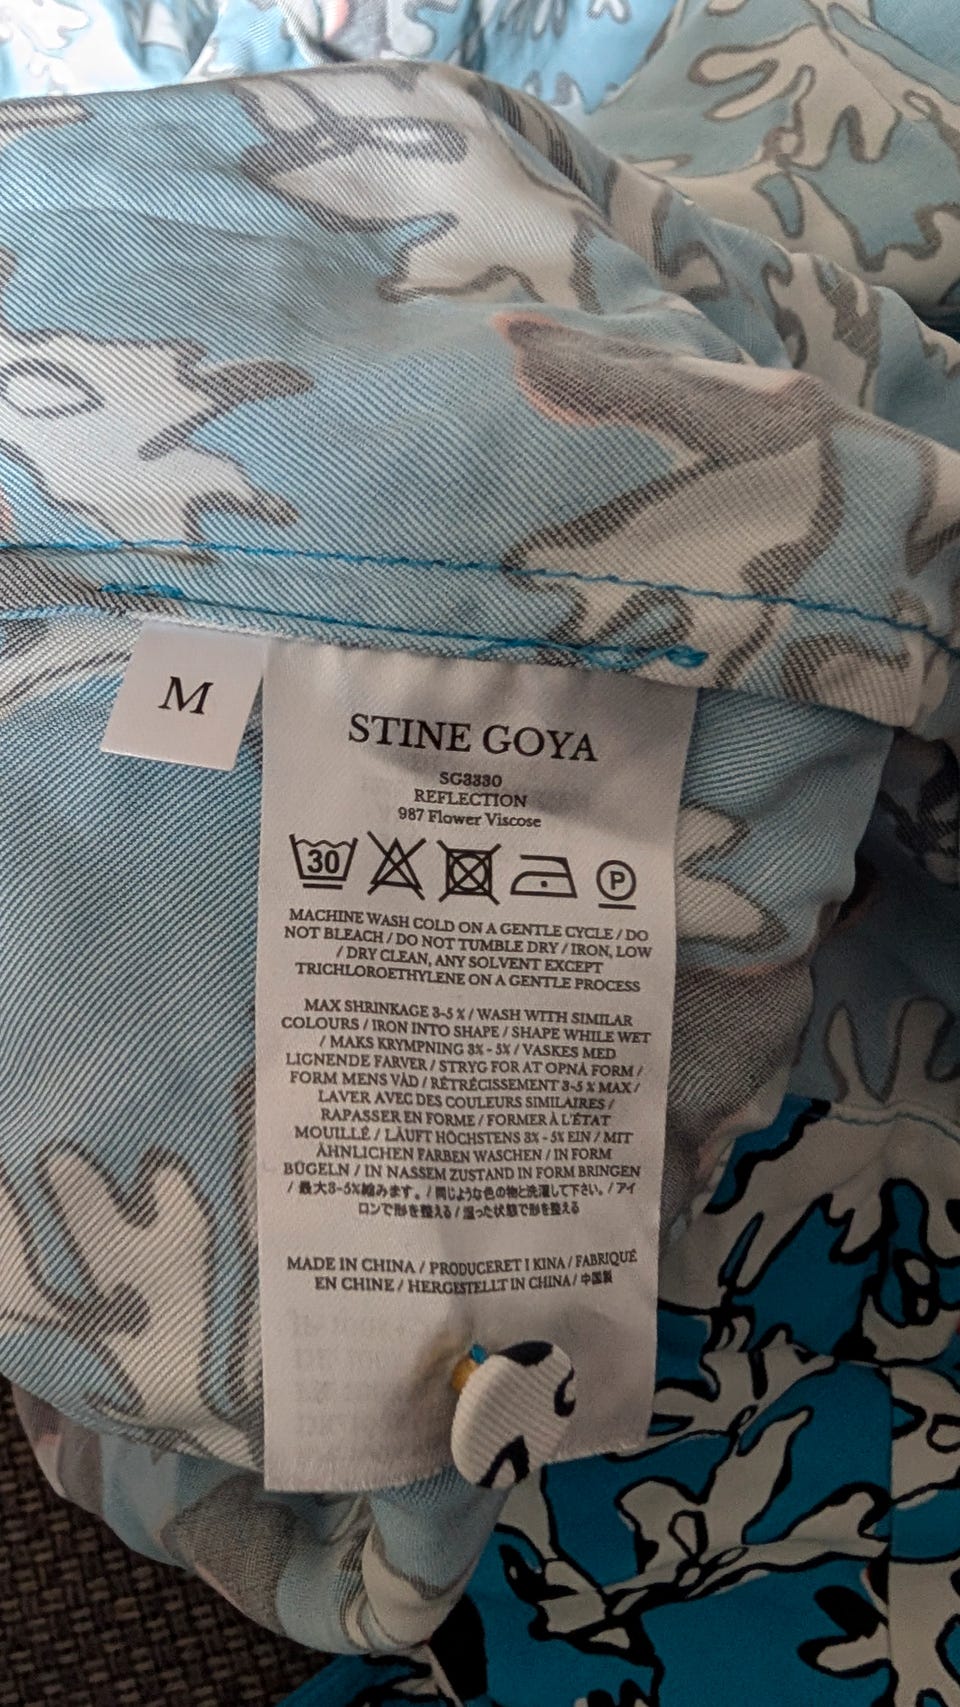 M
STINE GOYA
SG3330
REFLECTION
987 Flower Viscose
30
P
MACHINE WASH COLD ON A GENTLE CYCLE / DO
NOT BLEACH / DO NOT TUMBLE DRY / IRON, LOW
/ DRY CLEAN, ANY SOLVENT EXCEPT
TRICHLOROETHYLENE ON A GENTLE PROCESS
MAX SHRINKAGE 3-5 % / WASH WITH SIMILAR
COLOURS / IRON INTO SHAPE / SHAPE WHILE WET
/ MAKS KRYMPNING 3% - 5% / VASKES MED
LIGNENDE FARVER / STRYG FOR AT OPNÅ FORM /
FORM MENS VÅD / RÉTRÉCISSEMENT 3-5 % MAX /
LAVER AVEC DES COULEURS SIMILAIRES /
RAPASSER EN FORME / FORMER À L'ÉTAT
MOUILLÉ / LÄUFT HÖCHSTENS 3% - 5% EIN / MIT
ÄHNLICHEN FARBEN WASCHEN / IN FORM
BÜGELN / IN NASSEM ZUSTAND IN FORM BRINGEN
/ 最大3-5%縮みます。/ 同じような色の物と洗濯して下さい。/ アイ
ロンで形を整える / 湿った状態で形を整える
MADE IN CHINA / PRODUCERET I KINA / FABRIQUÉ
EN CHINE / HERGESTELLT IN CHINA / 中国製